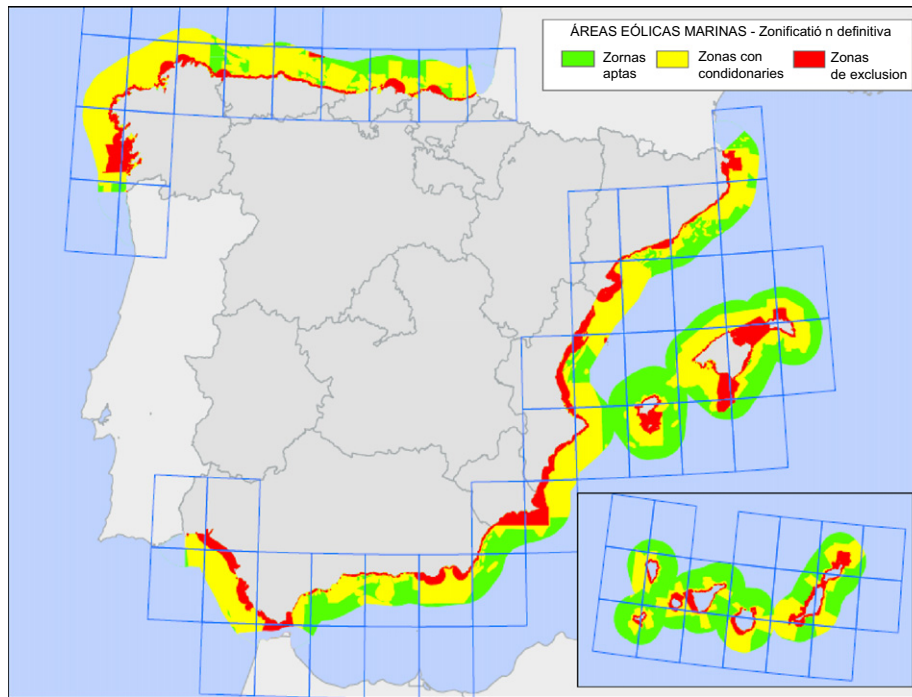 ÁREAS EÓLICAS MARINAS - Zonificatió n definitiva
Zornas aptas
Zonas con condidonaries
Zonas de exclusion